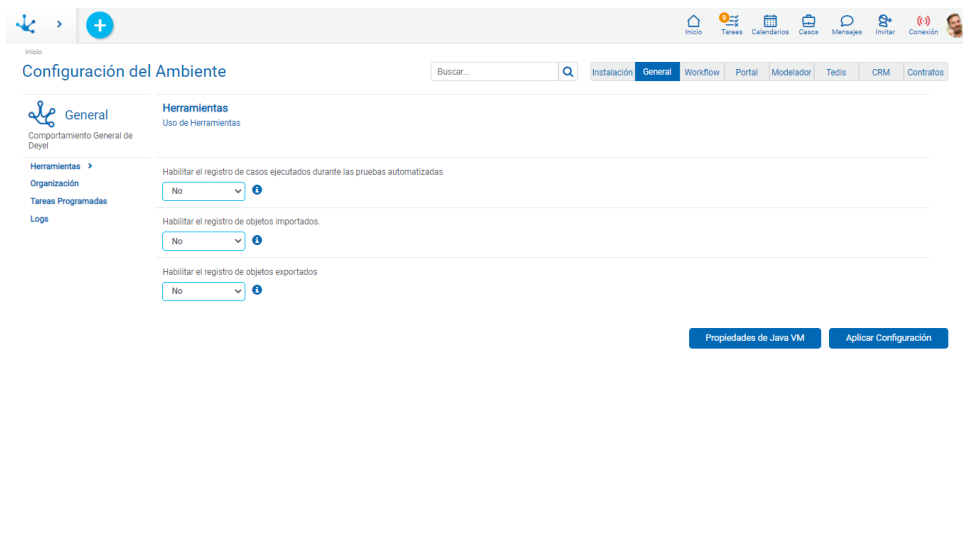 9
Inicio
Tareas
Calendarios
Casos
Mensajes
Invitar
Conexión
Inicio
Configuración del Ambiente
Buscar...
Instalación
General
Workflow
Portal
Modelador
Tedis
CRM
Contratos
General
Comportamiento General de
Deyel
Herramientas
Organización
Tareas Programadas
Logs
Herramientas
Uso de Herramientas
Habilitar el registro de casos ejecutados durante las pruebas automatizadas
No
Habilitar el registro de objetos importados.
No
Habilitar el registro de objetos exportados
No
Propiedades de Java VM
Aplicar Configuración